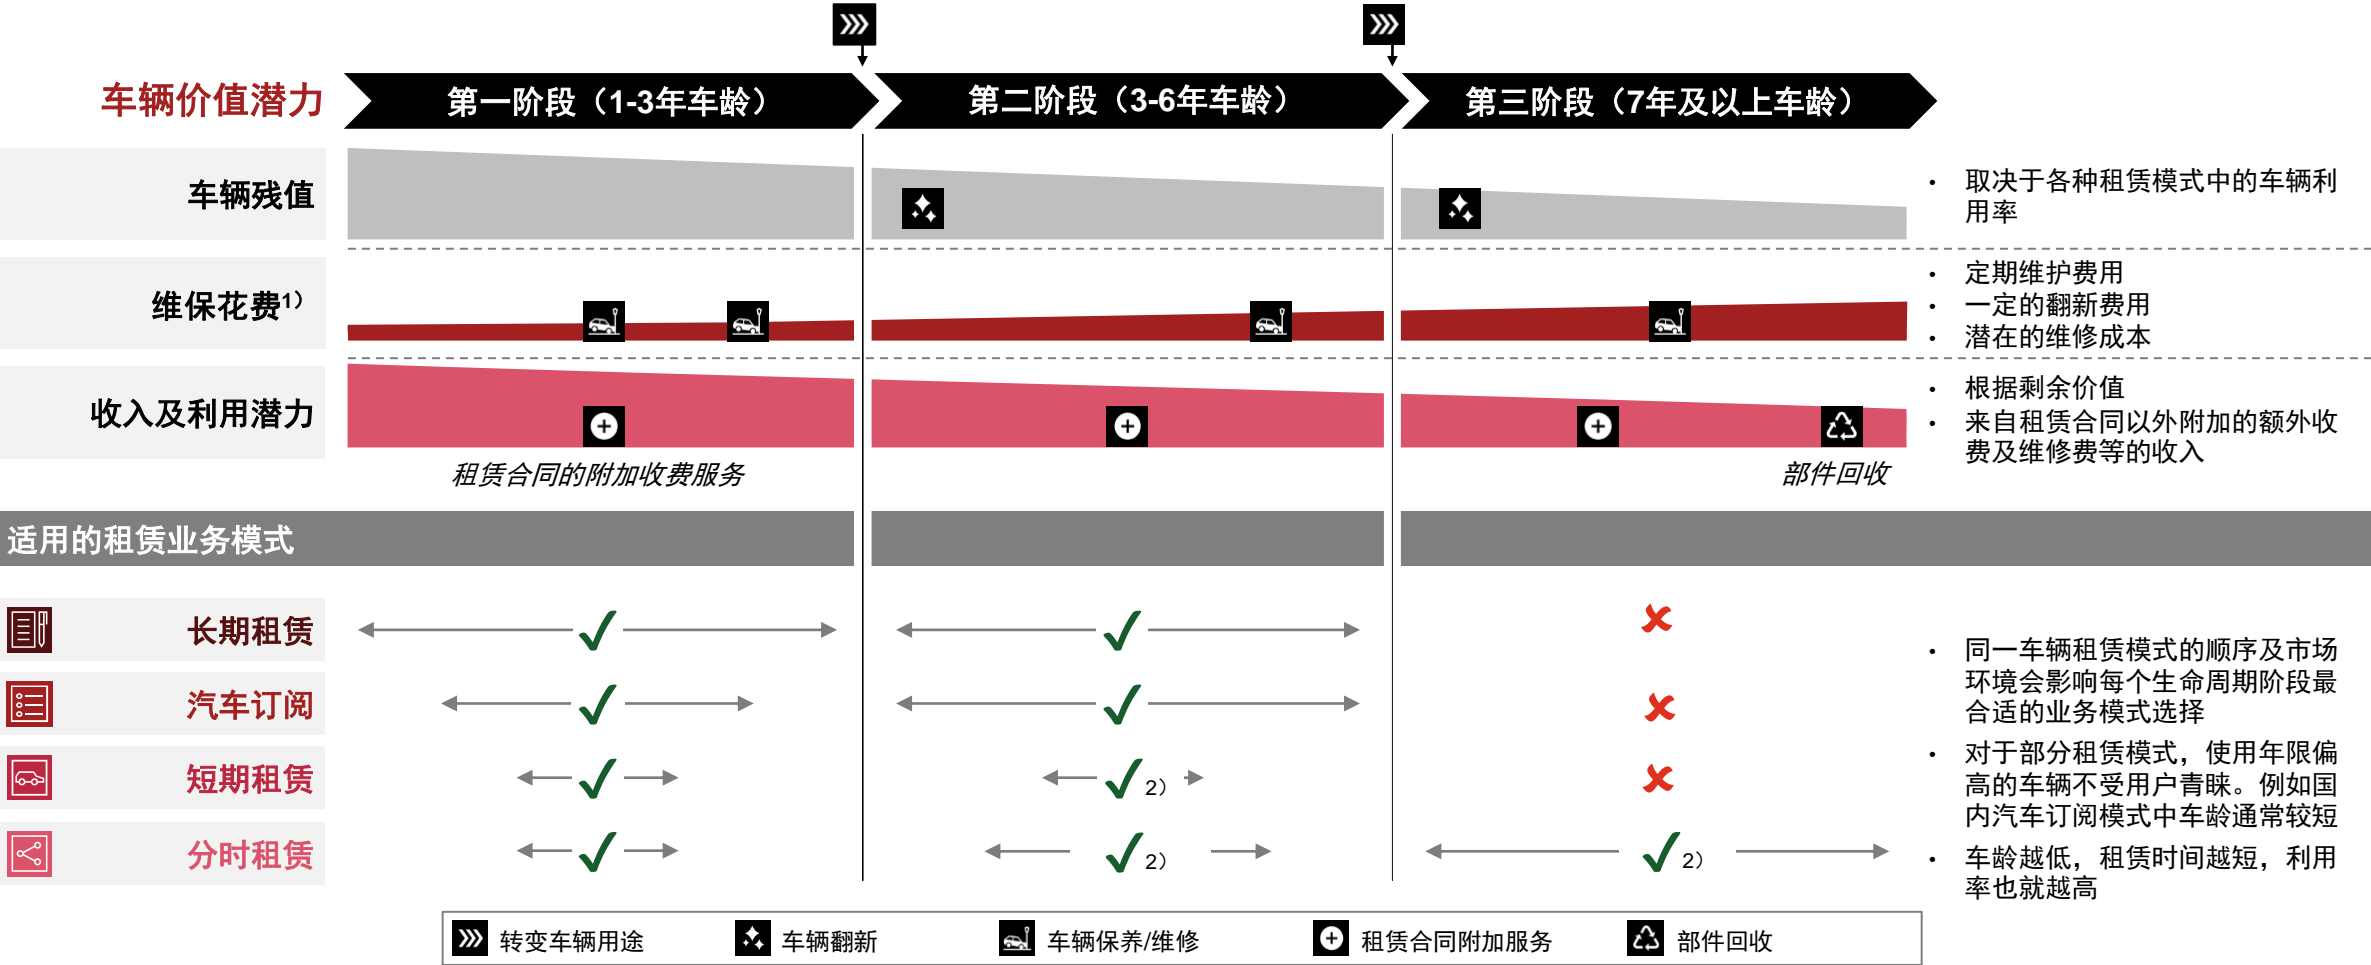 车辆价值潜力
第一阶段（1-3年车龄）
第二阶段（3-6年车龄）
第三阶段（7年及以上车龄）
车辆残值
• 取决于各种租赁模式中的车辆利
用率
维保花费1）
• 定期维护费用
• 一定的翻新费用
• 潜在的维修成本
收入及利用潜力
• 根据剩余价值
• 来自租赁合同以外附加的额外收
费及维修费等的收入
租赁合同的附加收费服务
部件回收
适用的租赁业务模式
长期租赁
汽车订阅
短期租赁
2）
分时租赁
2）
2）
• 同一车辆租赁模式的顺序及市场
环境会影响每个生命周期阶段最
合适的业务模式选择
• 对于部分租赁模式，使用年限偏
高的车辆不受用户青睐。例如国
内汽车订阅模式中车龄通常较短
• 车龄越低，租赁时间越短，利用
率也就越高
转变车辆用途
车辆翻新
车辆保养/维修
租赁合同附加服务
部件回收